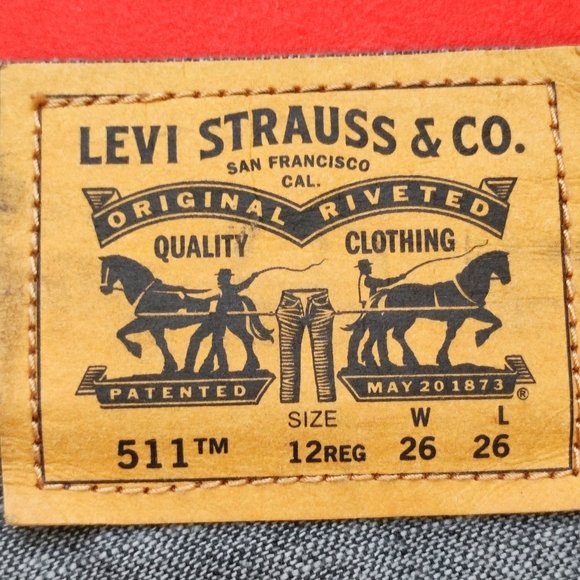 LEVI STRAUSS & CO.
SAN FRANCISCO
CAL.
ORIGINAL RIVETED
QUALITY CLOTHING
PATENTED MAY 20 1873 ®
SIZE W L
511™ 12REG 26 26